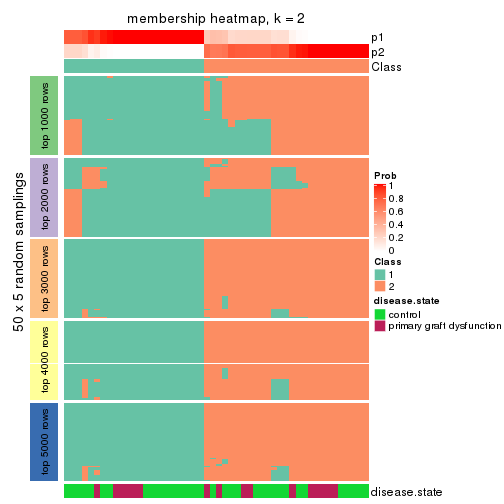 membership heatmap, k = 2
p1
p2
Class
50 x 5 random samplings
top 1000 rows
top 2000 rows
top 3000 rows
top 4000 rows
top 5000 rows
Prob
1
0.8
0.6
0.4
0.2
0
Class
1
2
disease.state
control
primary graft dysfunction
disease.state